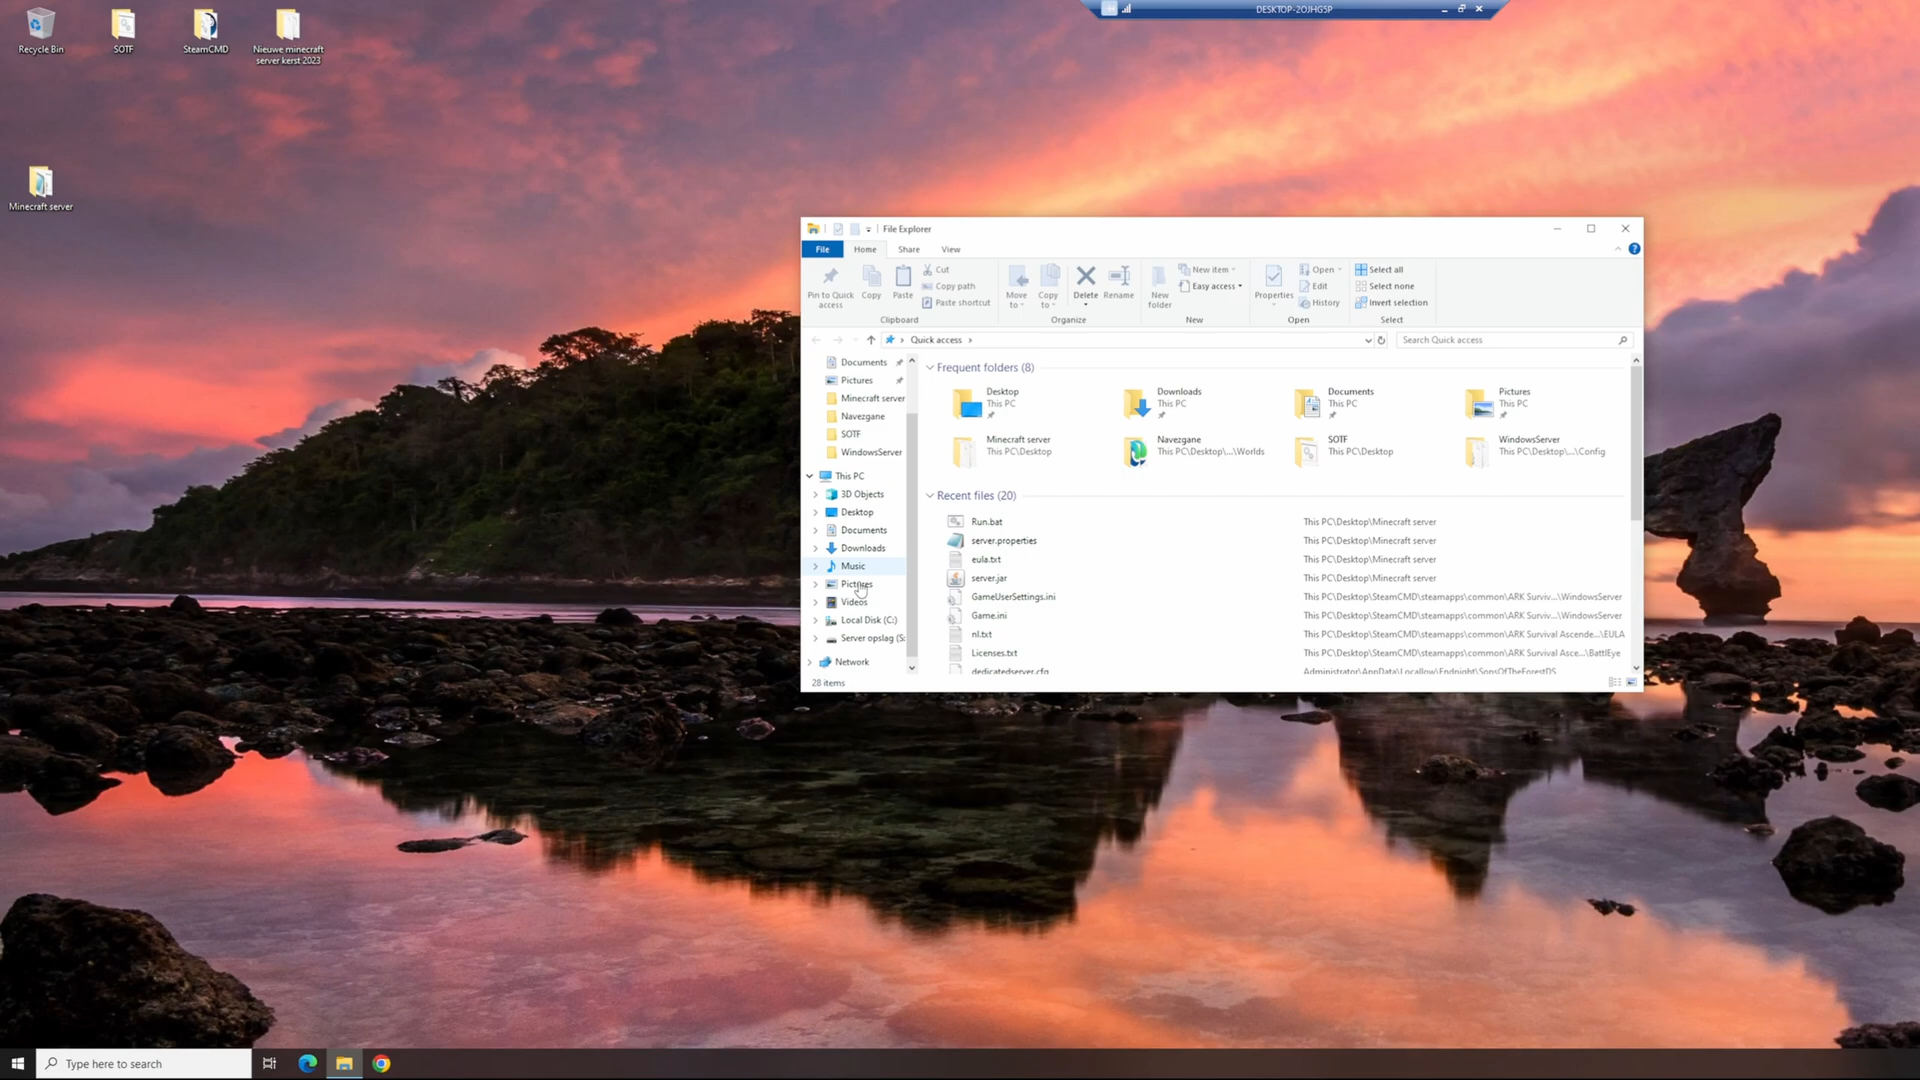 DESKTOP-2OJHG5P
Recycle Bin
SOTF
SteamCMD
Nieuwe minecraft
server kerst 2023
Minecraft server
File Explorer
File
Home
Share
View
Pin to Quick
access
Copy
Paste
Cut
Copy path
Paste shortcut
Clipboard
Move
to
Copy
to
Delete
Rename
Organize
New
folder
New item
Easy access
New
Properties
Open
Edit
History
Open
Select all
Select none
Invert selection
Select
Quick access
Search Quick access
Documents
Pictures
Minecraft server
Navezgane
SOTF
WindowsServer
This PC
3D Objects
Desktop
Documents
Downloads
Music
Pictures
Videos
Local Disk (C:)
Server opslag (S:
Network
28 items
Frequent folders (8)
Desktop
This PC
Downloads
This PC
Documents
This PC
Pictures
This PC
Minecraft server
This PC\Desktop
Navezgane
This PC\Desktop\...\Worlds
SOTF
This PC\Desktop
WindowsServer
This PC\Desktop\...\Config
Recent files (20)
Run.bat This PC\Desktop\Minecraft server
server.properties This PC\Desktop\Minecraft server
eula.txt This PC\Desktop\Minecraft server
server.jar This PC\Desktop\Minecraft server
GameUserSettings.ini This PC\Desktop\SteamCMD\steamapps\common\ARK Surviv...\WindowsServer
Game.ini This PC\Desktop\SteamCMD\steamapps\common\ARK Surviv...\WindowsServer
nl.txt This PC\Desktop\SteamCMD\steamapps\common\ARK Survival Ascende...\EULA
Licenses.txt This PC\Desktop\SteamCMD\steamapps\common\ARK Survival Asce...\BattlEye
dedicatedserver.cfg Administrator\AppData\Locallow\Endnight\SonsOfTheForestDS
Type here to search